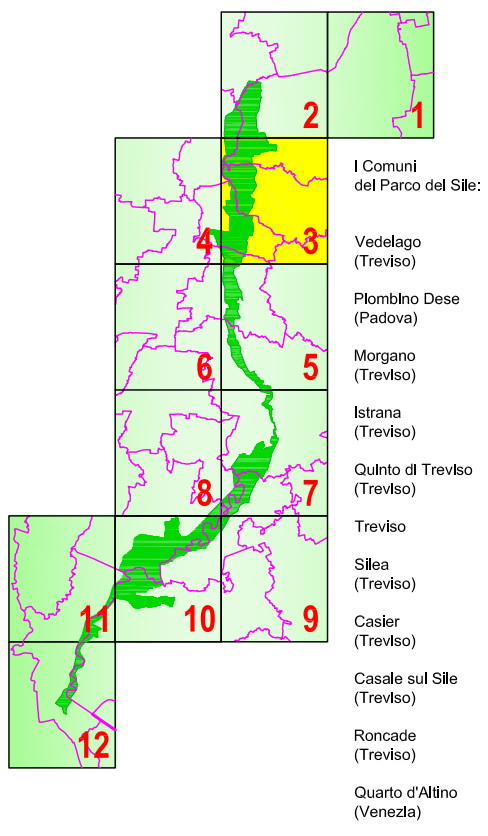 1
2
3
4
5
6
7
8
9
10
11
12
I Comuni
del Parco del Sile:
Vedelago
(Treviso)
PIombIno Dese
(Padova)
Morgano
(TrevIso)
Istrana
(Treviso)
QuInto dI TrevIso
(TrevIso)
Treviso
Silea
(Treviso)
Casier
(TrevIso)
Casale sul Sile
(TrevIso)
Roncade
(Treviso)
Quarto d'Altino
(VenezIa)